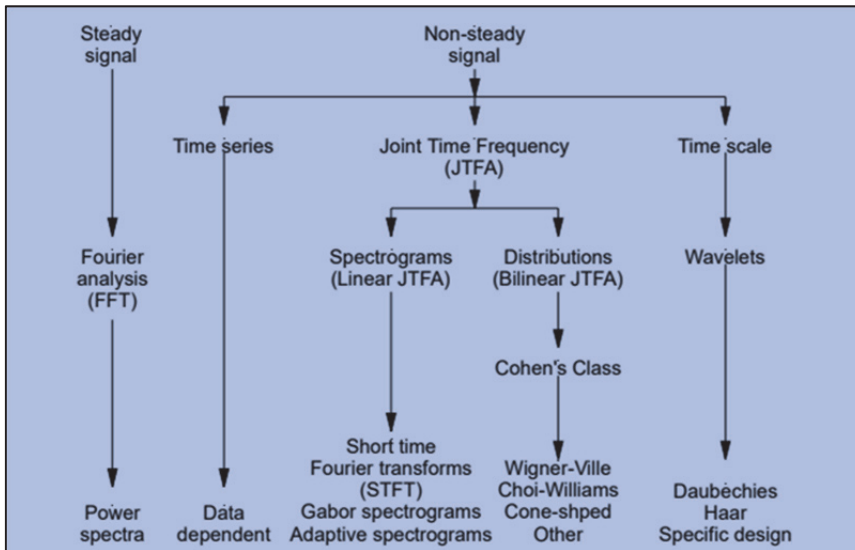 Steady
signal
Non-steady
signal
Time series
Joint Time Frequency
(JTFA)
Time scale
Fourier
analysis
(FFT)
Spectrograms
(Linear JTFA)
Distributions
(Bilinear JTFA)
Wavelets
Cohen's Class
Power
spectra
Data
dependent
Short time
Fourier transforms
(STFT)
Gabor spectrograms
Adaptive spectrograms
Wigner-Ville
Choi-Williams
Cone-shped
Other
Daubechies
Haar
Specific design